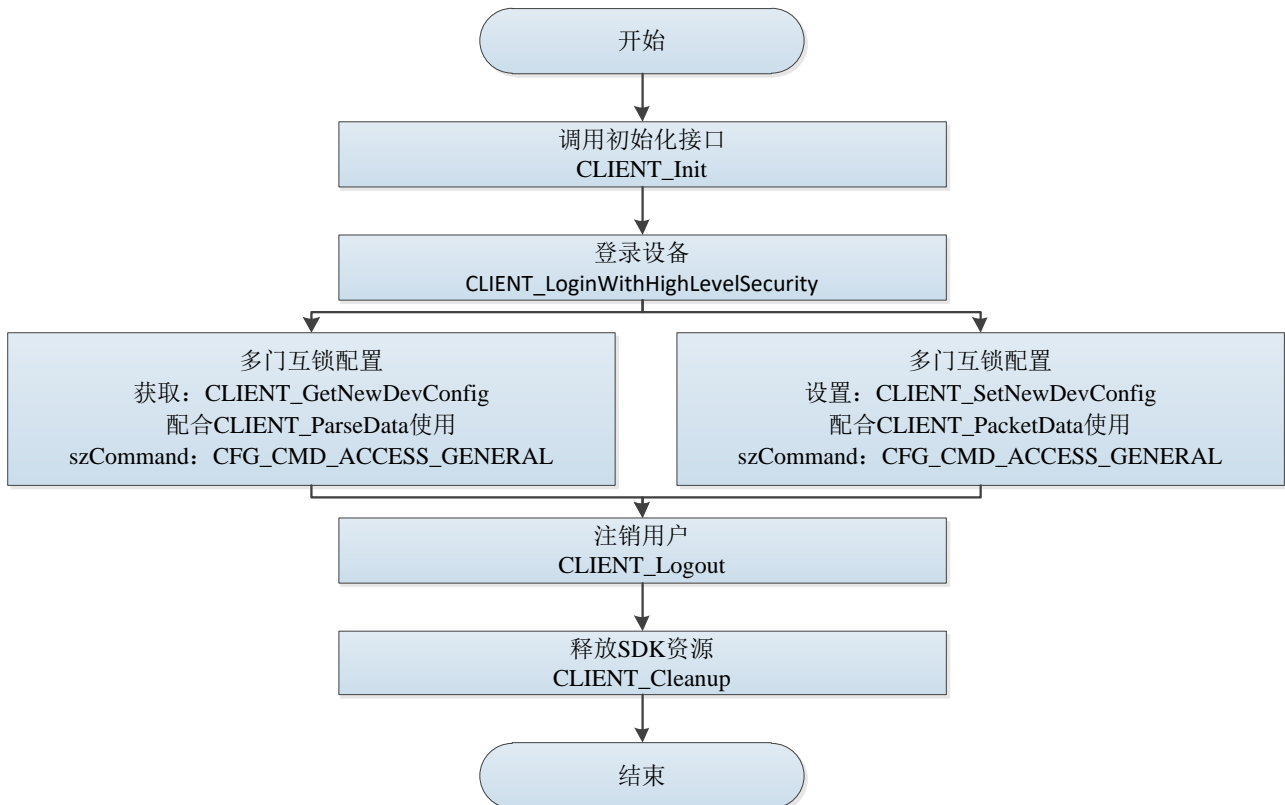 开始
调用初始化接口
CLIENT_Init
登录设备
CLIENT_LoginWithHighLevelSecurity
多门互锁配置
获取：CLIENT_GetNewDevConfig
配合CLIENT_ParseData使用
szCommand：CFG_CMD_ACCESS_GENERAL
多门互锁配置
设置：CLIENT_SetNewDevConfig
配合CLIENT_PacketData使用
szCommand：CFG_CMD_ACCESS_GENERAL
注销用户
CLIENT_Logout
释放SDK资源
CLIENT_Cleanup
结束